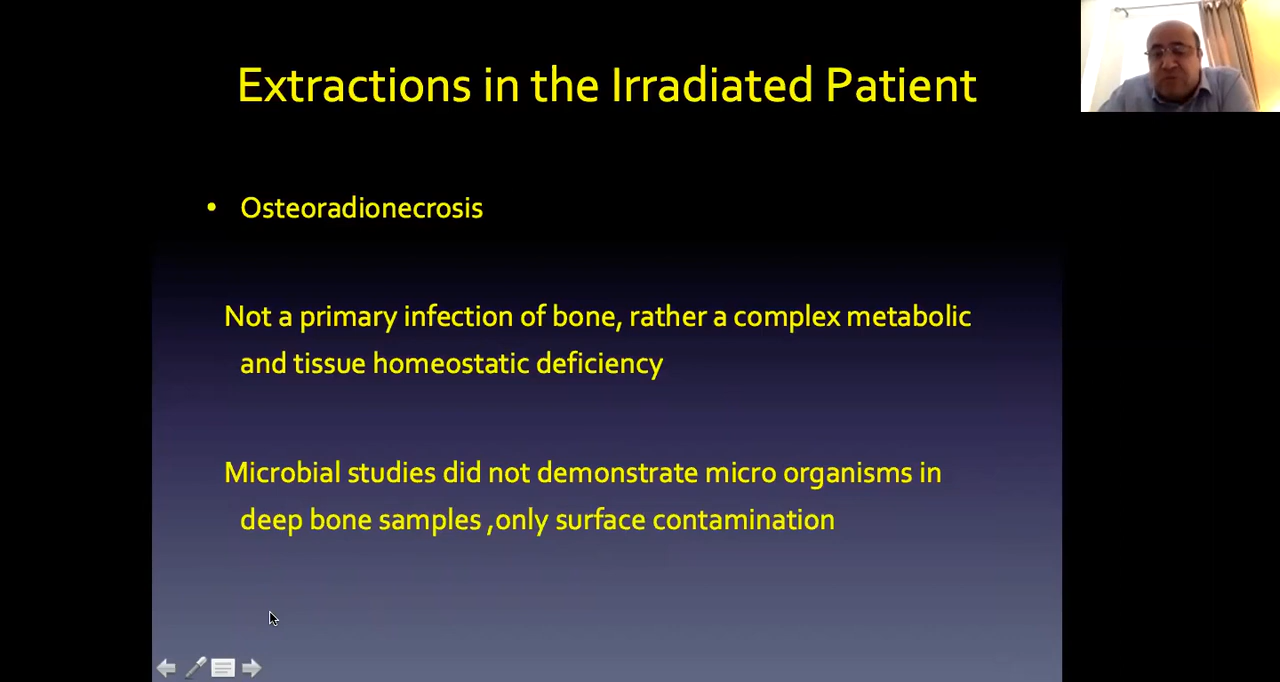 Extractions in the Irradiated Patient
• Osteoradionecrosis
Not a primary infection of bone, rather a complex metabolic
and tissue homeostatic deficiency
Microbial studies did not demonstrate micro organisms in
deep bone samples ,only surface contamination